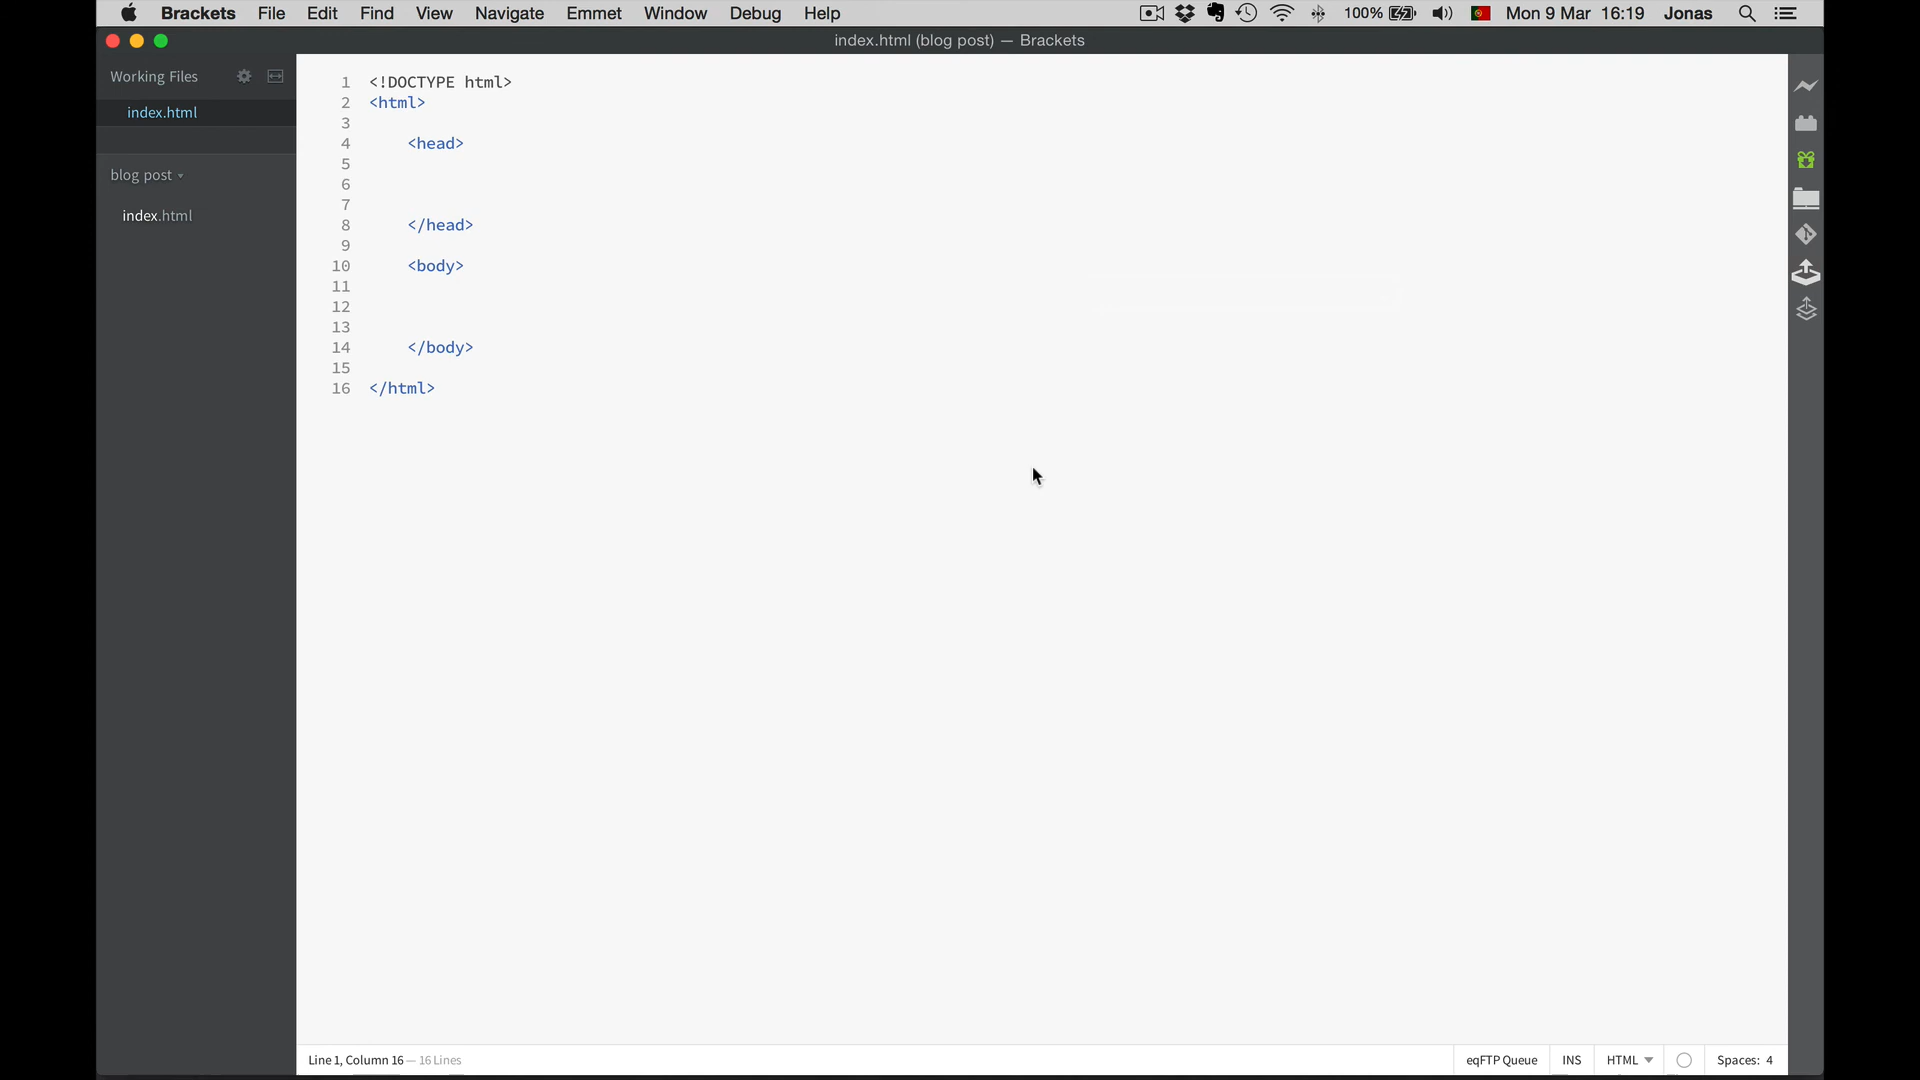 Brackets File Edit Find View Navigate Emmet Window Debug Help 100% Mon 9 Mar 16:19 Jonas
index.html (blog post) — Brackets
Working Files
index.html
blog post
index.html
1 <!DOCTYPE html>
2 <html>
3
4 <head>
5
6
7
8 </head>
9
10 <body>
11
12
13
14 </body>
15
16 </html>
Line 1, Column 16 — 16 Lines
eqFTP Queue INS HTML Spaces: 4